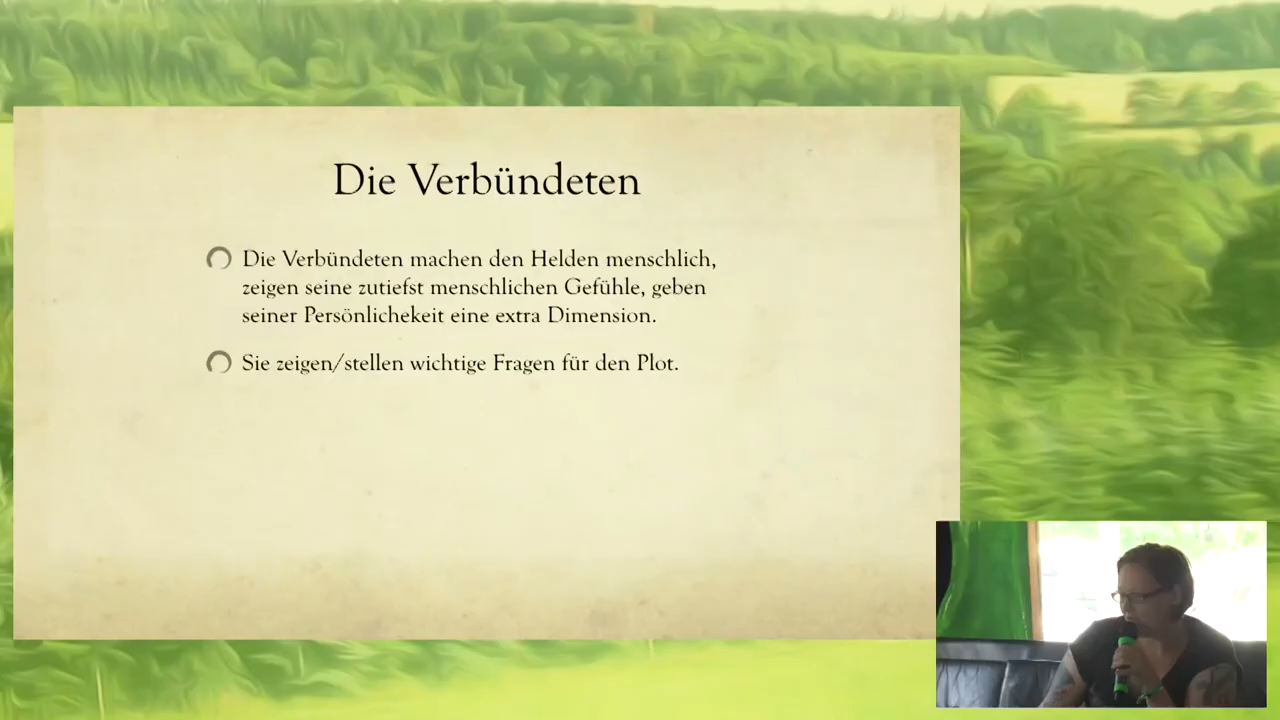 Die Verbündeten
Die Verbündeten machen den Helden menschlich,
zeigen seine zutiefst menschlichen Gefühle, geben
seiner Persönlichekeit eine extra Dimension.
Sie zeigen/stellen wichtige Fragen für den Plot.